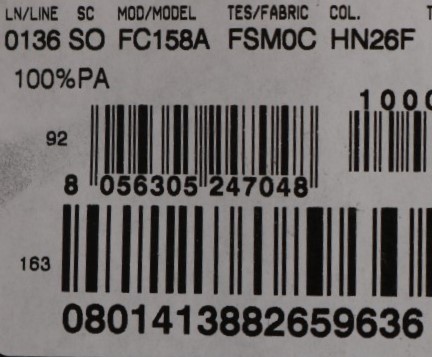 LN/LINE SC MOD/MODEL TES/FABRIC COL.
0136 SO FC158A FSM0C HN26F
100%PA
1000
92
8 056305 247048
163
0801413882659636